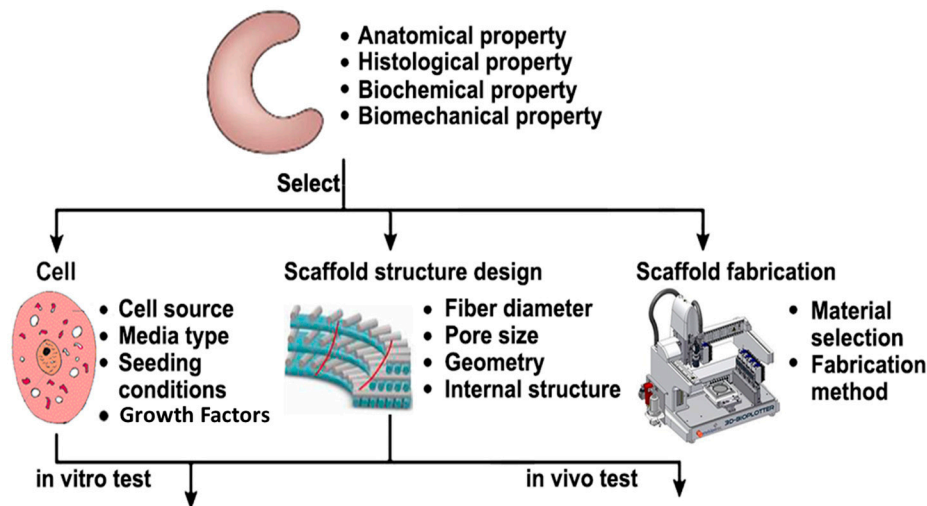 • Anatomical property
• Histological property
• Biochemical property
• Biomechanical property
Select
Cell
• Cell source
• Media type
• Seeding
conditions
• Growth Factors
Scaffold structure design
• Fiber diameter
• Pore size
• Geometry
• Internal structure
Scaffold fabrication
• Material
selection
• Fabrication
method
3D-BIOPLOTTER
in vitro test
in vivo test